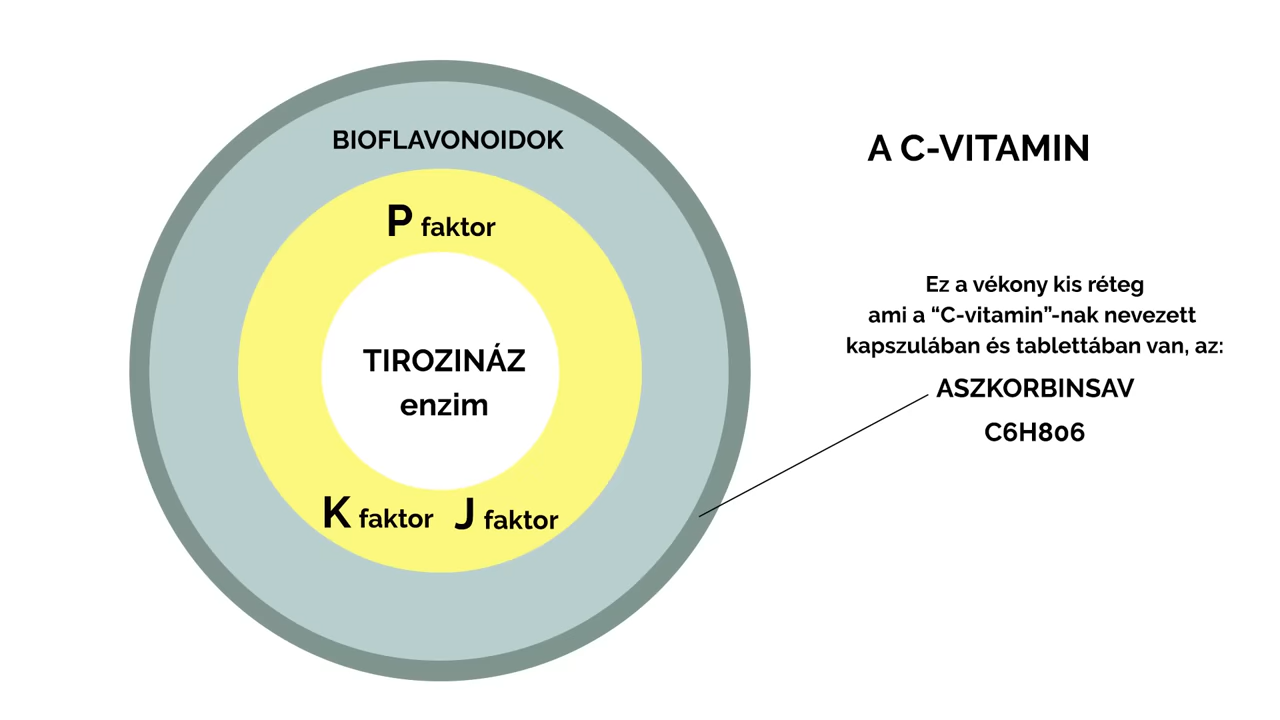 BIOFLAVONOIDOK
P faktor
TIROZINÁZ
enzim
K faktor J faktor
A C-VITAMIN
Ez a vékony kis réteg
ami a “C-vitamin”-nak nevezett
kapszulában és tablettában van, az:
ASZKORBINSAV
C6H8O6